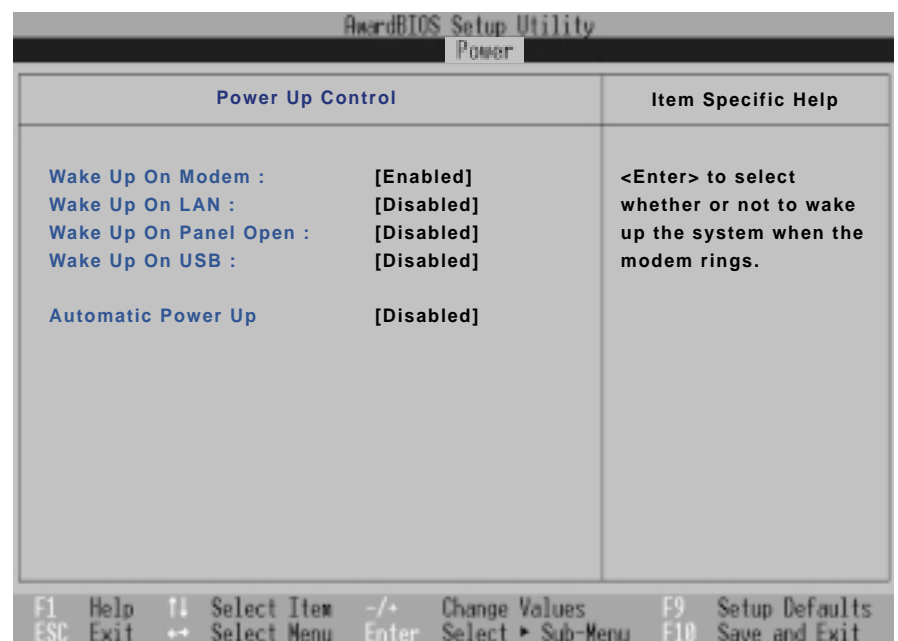 AwardBIOS Setup Utility
Power
Power Up Control
Item Specific Help
Wake Up On Modem : [Enabled]
Wake Up On LAN : [Disabled]
Wake Up On Panel Open : [Disabled]
Wake Up On USB : [Disabled]
Automatic Power Up [Disabled]
<Enter> to select
whether or not to wake
up the system when the
modem rings.
F1 Help ↑↓ Select Item -/+ Change Values F9 Setup Defaults
ESC Exit ←→ Select Menu Enter Select ▸ Sub-Menu F10 Save and Exit